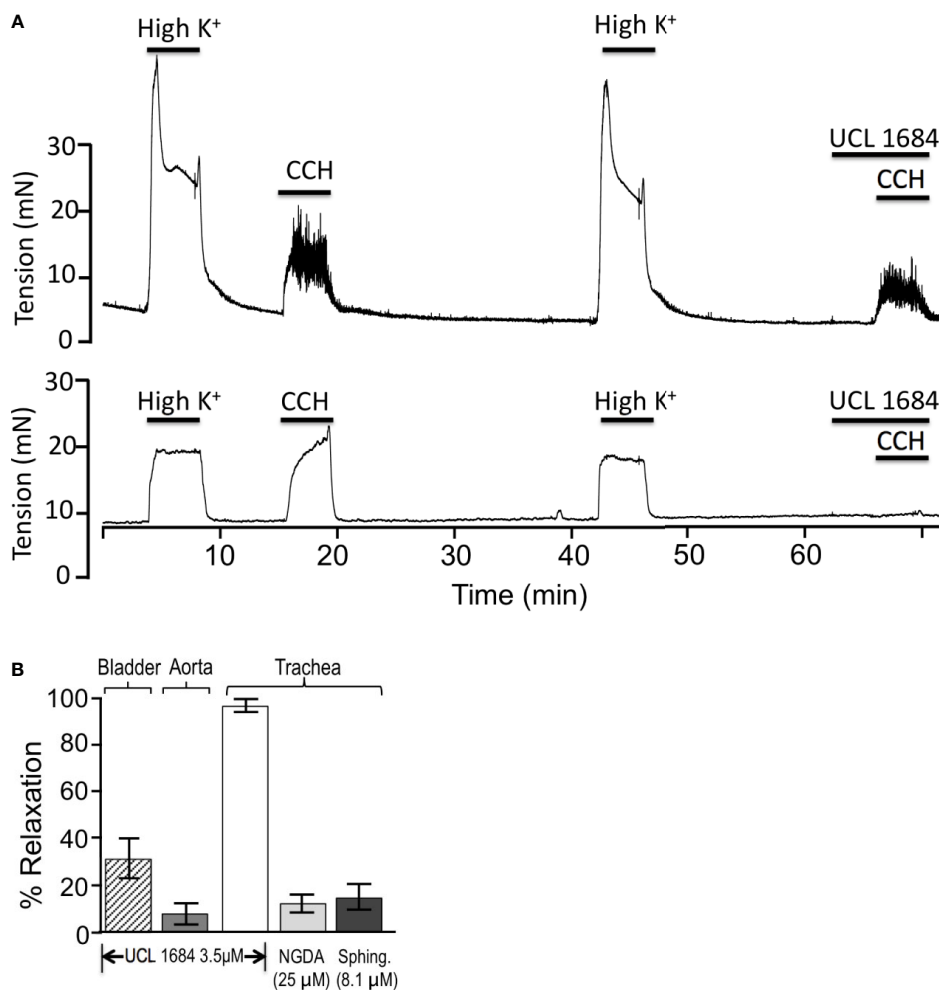 A
High K⁺
High K⁺
UCL 1684
CCH
CCH
30
20
10
0
Tension (mN)
High K⁺
CCH
High K⁺
UCL 1684
CCH
30
20
10
0
Tension (mN)
10
20
30
40
50
60
Time (min)
B
Bladder
Aorta
Trachea
100
80
60
40
20
0
% Relaxation
UCL 1684 3.5µM
NGDA
(25 µM)
Sphing.
(8.1 µM)